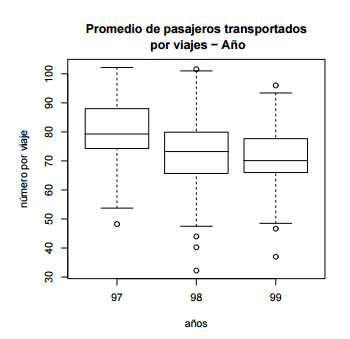 Promedio de pasajeros transportados
por viajes − Año
número por viaje
100
90
80
70
60
50
40
30
97 98 99
años